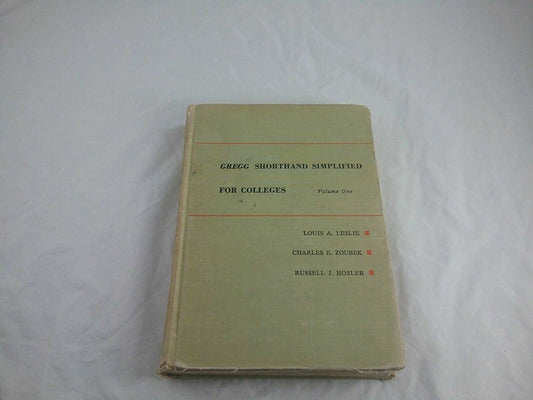 GREGG SHORTHAND SIMPLIFIED
FOR COLLEGES Volume One
LOUIS A. LESLIE
CHARLES E. ZOUBEK
RUSSELL J. HOSLER